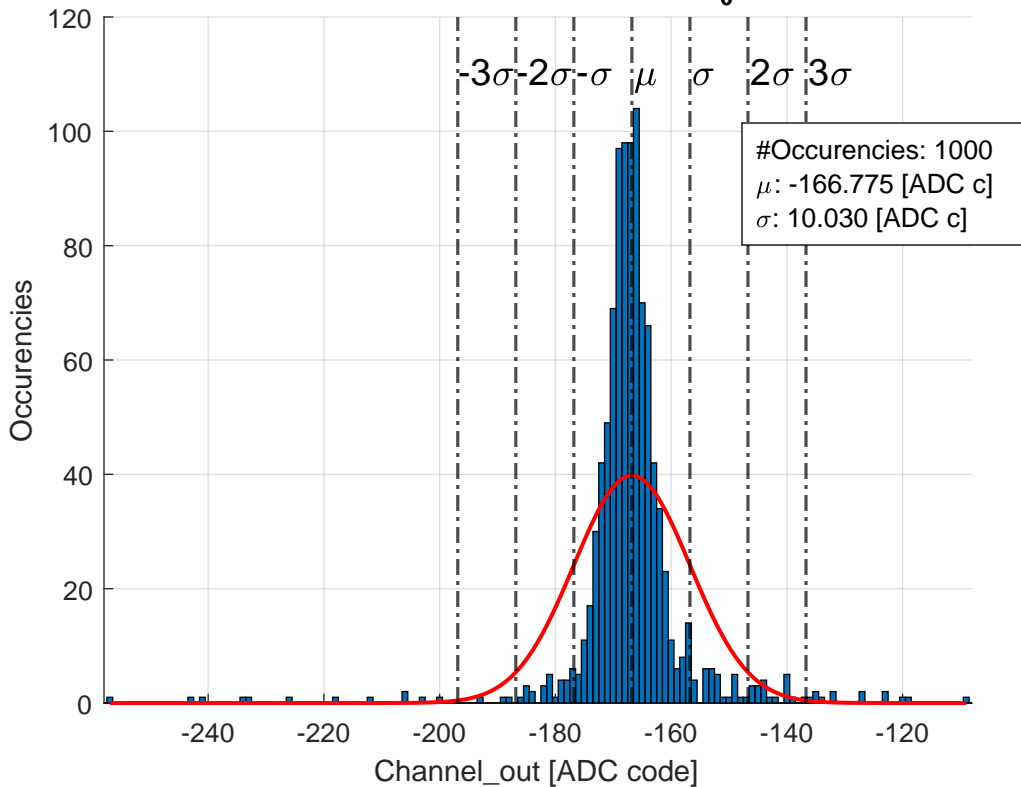 0
120
-3σ -2σ -σ μ σ 2σ 3σ
100
#Occurencies: 1000
μ: -166.775 [ADC c]
σ: 10.030 [ADC c]
80
Occurencies
60
40
20
0
-240 -220 -200 -180 -160 -140 -120
Channel_out [ADC code]